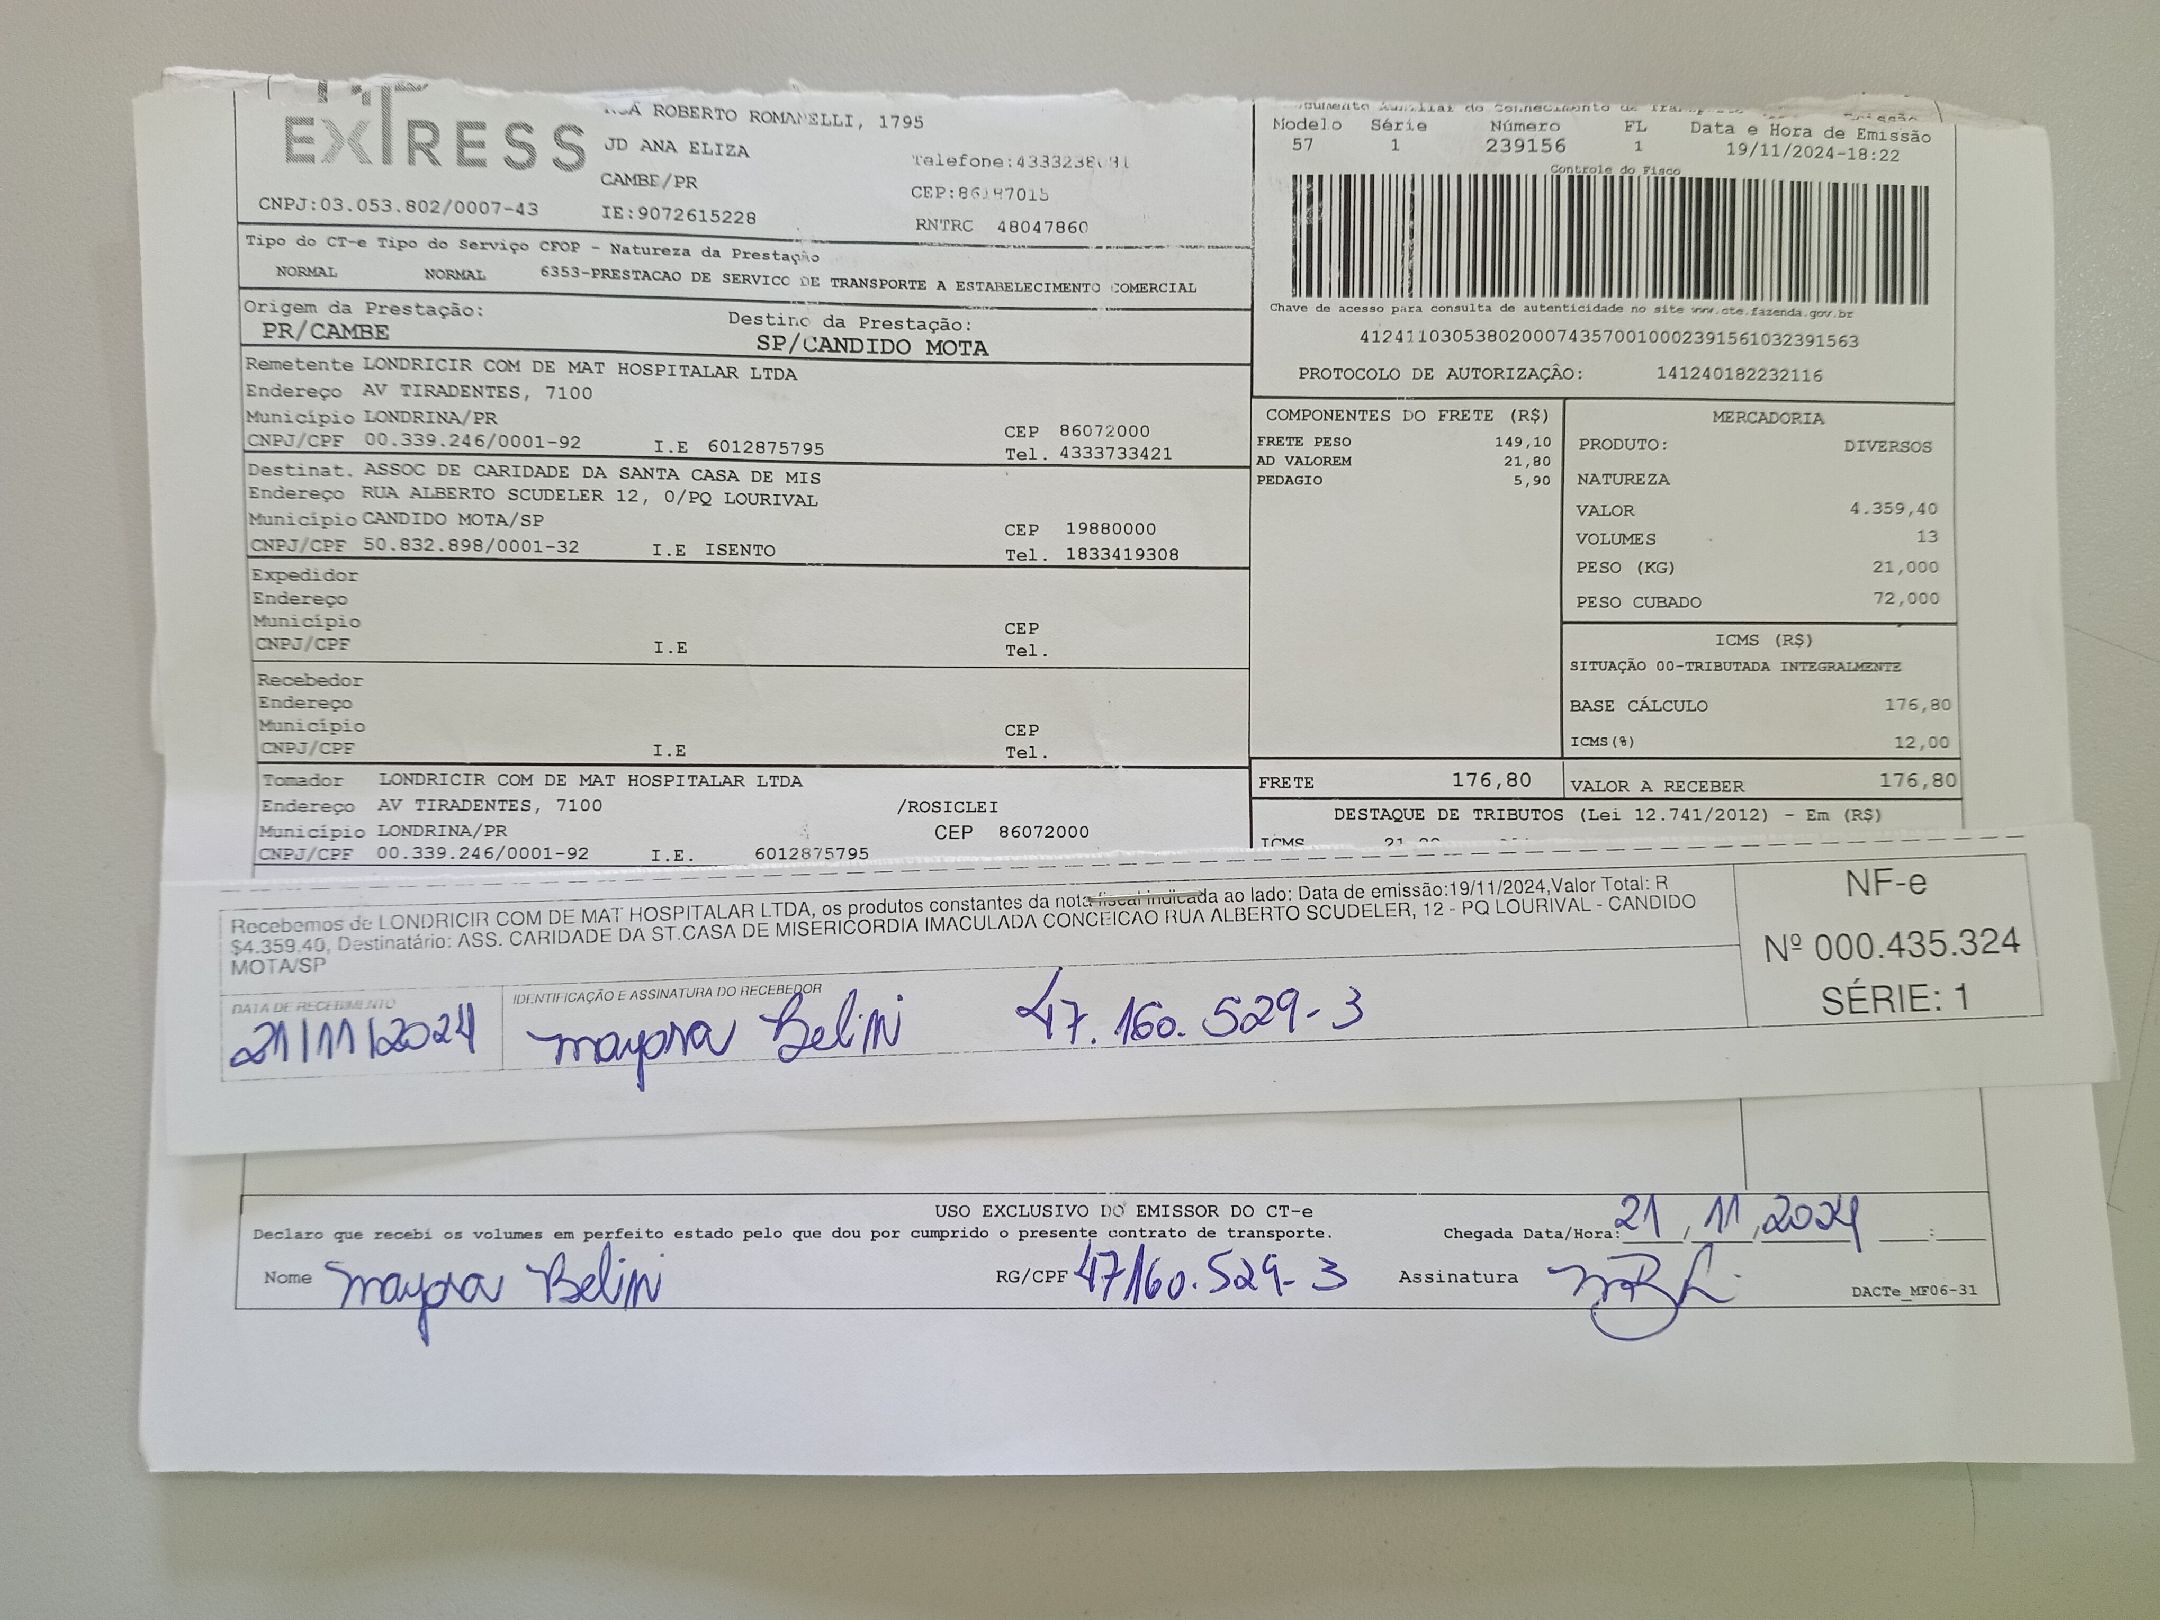 EXTRESS
RUA ROBERTO ROMANELLI, 1795
JD ANA ELIZA
CAMBE/PR
CNPJ:03.053.802/0007-43 IE:9072615228
CEP:86187015
RNTRC 48047860
Documento Auxiliar do Conhecimento de
Modelo Série Número FL Data e Hora de Emissão
57 1 239156 1 19/11/2024-18:22
Controle do Fisco
Chave de acesso para consulta de autenticidade no site www.cte.fazenda.gov.br
41241103053802000743570010002391561032391563
PROTOCOLO DE AUTORIZAÇÃO: 141240182232116
Tipo do CT-e Tipo do Serviço CFOP - Natureza da Prestação
NORMAL NORMAL 6353-PRESTACAO DE SERVICO DE TRANSPORTE A ESTABELECIMENTO COMERCIAL
Origem da Prestação: Destino da Prestação:
PR/CAMBE SP/CANDIDO MOTA
Remetente LONDRICIR COM DE MAT HOSPITALAR LTDA
Endereço AV TIRADENTES, 7100
Município LONDRINA/PR CEP 86072000
CNPJ/CPF 00.339.246/0001-92 I.E 6012875795 Tel. 4333733421
Destinat. ASSOC DE CARIDADE DA SANTA CASA DE MIS
Endereço RUA ALBERTO SCUDELER 12, 0/PQ LOURIVAL
Município CANDIDO MOTA/SP CEP 19880000
CNPJ/CPF 50.832.898/0001-32 I.E ISENTO Tel. 1833419308
Expedidor
Endereço
Município CEP
CNPJ/CPF I.E Tel.
Recebedor
Endereço
Município CEP
CNPJ/CPF I.E Tel.
Tomador LONDRICIR COM DE MAT HOSPITALAR LTDA
Endereço AV TIRADENTES, 7100 /ROSICLEI
Município LONDRINA/PR CEP 86072000
CNPJ/CPF 00.339.246/0001-92 I.E. 6012875795
COMPONENTES DO FRETE (R$)
FRETE PESO 149,10
AD VALOREM 21,80
PEDAGIO 5,90
MERCADORIA
PRODUTO: DIVERSOS
NATUREZA
VALOR 4.359,40
VOLUMES 13
PESO (KG) 21,000
PESO CUBADO 72,000
ICMS (R$)
SITUAÇÃO 00-TRIBUTADA INTEGRALMENTE
BASE CÁLCULO 176,80
ICMS(%) 12,00
FRETE 176,80 VALOR A RECEBER 176,80
DESTAQUE DE TRIBUTOS (Lei 12.741/2012) - Em (R$)
ICMS
Recebemos de LONDRICIR COM DE MAT HOSPITALAR LTDA, os produtos constantes da nota fiscal indicada ao lado: Data de emissão:19/11/2024,Valor Total: R
$4.359,40, Destinatário: ASS. CARIDADE DA ST.CASA DE MISERICORDIA IMACULADA CONCEICAO RUA ALBERTO SCUDELER, 12 - PQ LOURIVAL - CANDIDO
MOTA/SP
DATA DE RECEBIMENTO IDENTIFICAÇÃO E ASSINATURA DO RECEBEDOR
21/11/2024 mayora Belini 47.160.529-3
NF-e
Nº 000.435.324
SÉRIE: 1
USO EXCLUSIVO DO EMISSOR DO CT-e
Declaro que recebi os volumes em perfeito estado pelo que dou por cumprido o presente contrato de transporte. Chegada Data/Hora: 21/11/2024 __:__
Nome mayora Belini RG/CPF 47160.529-3 Assinatura DACTe_MF06-31